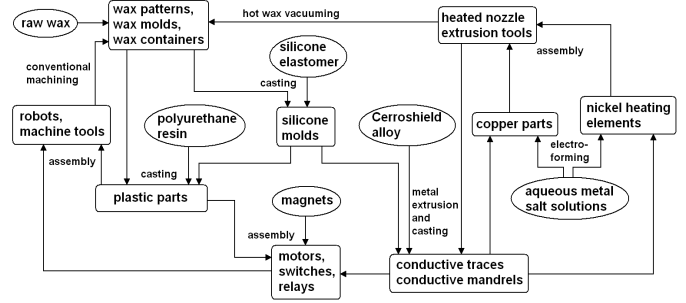 raw wax
wax patterns,
wax molds,
wax containers
hot wax vacuuming
heated nozzle
extrusion tools
silicone
elastomer
assembly
conventional
machining
casting
robots,
machine tools
polyurethane
resin
silicone
molds
Cerroshield
alloy
copper parts
nickel heating
elements
electro-
forming
assembly
casting
plastic parts
magnets
metal
extrusion
and
casting
aqueous metal
salt solutions
assembly
motors,
switches,
relays
conductive traces
conductive mandrels